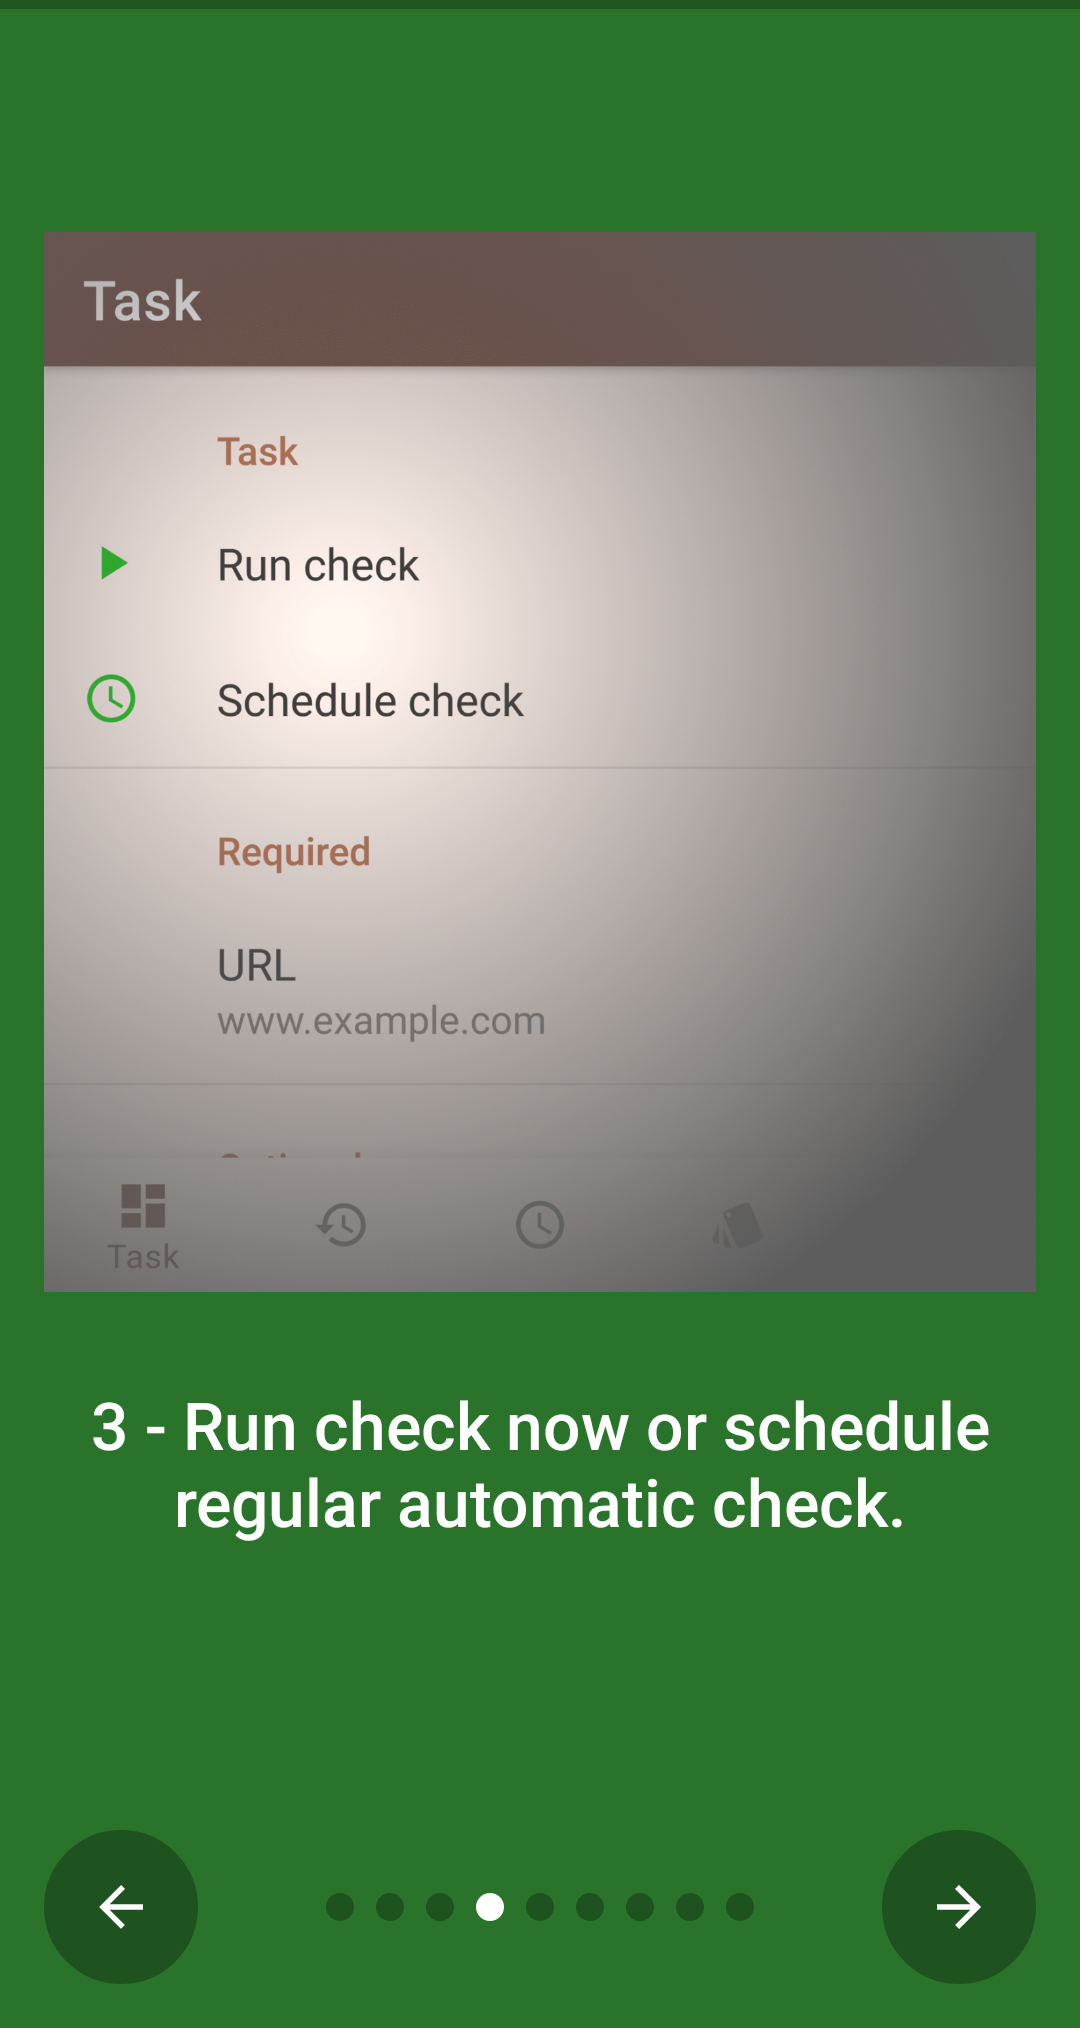 Task
Task
Run check
Schedule check
Required
URL
www.example.com
Task
3 - Run check now or schedule
regular automatic check.